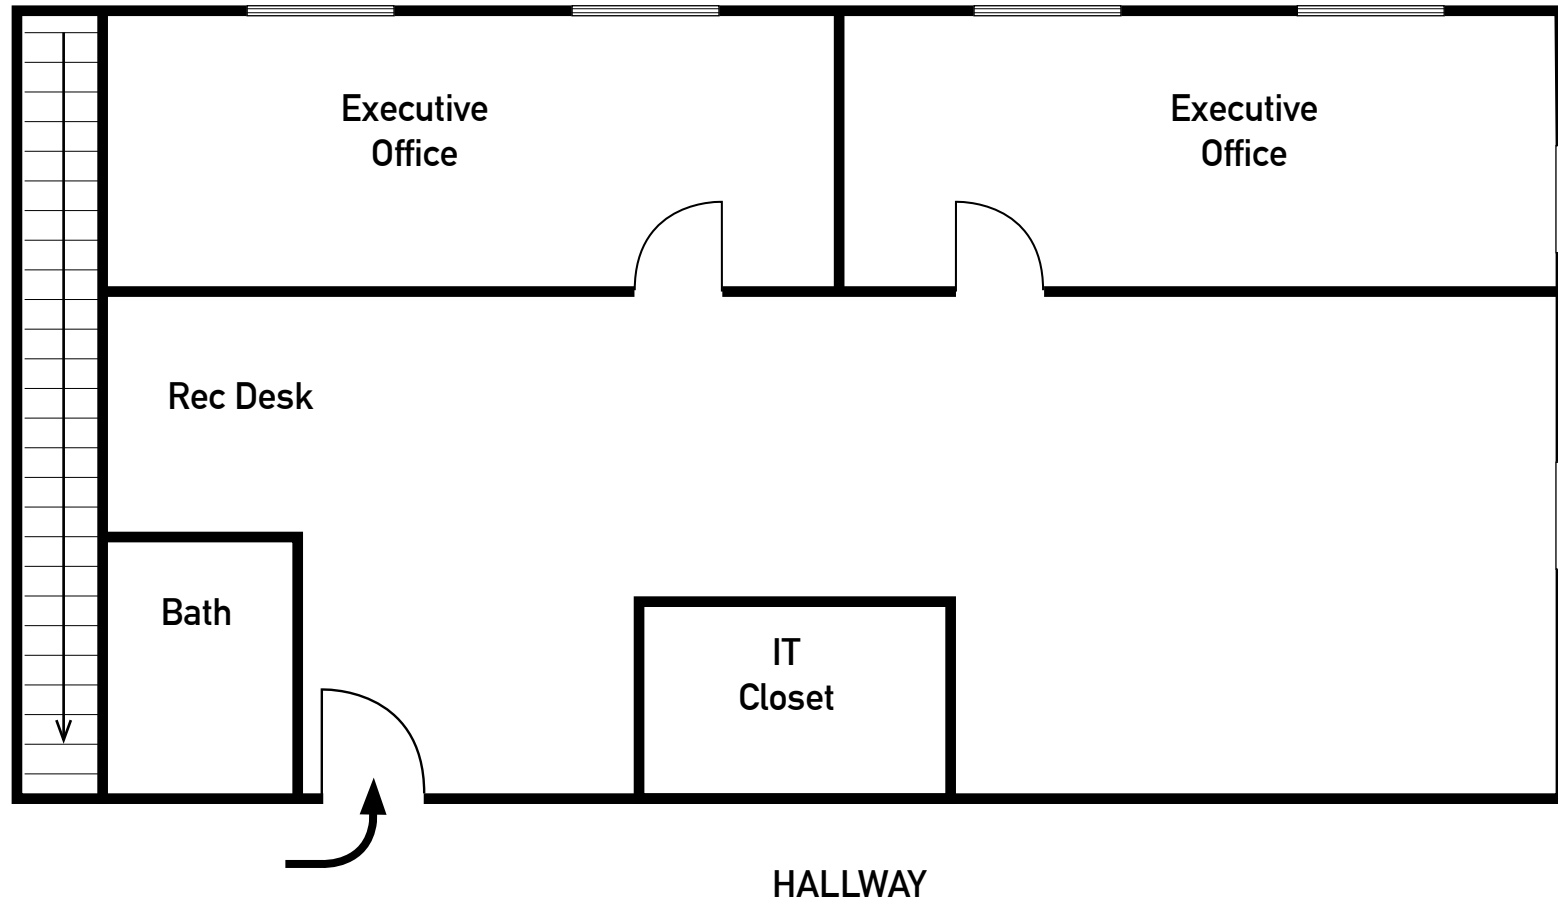 Executive
Office
Executive
Office
Rec Desk
Bath
IT
Closet
HALLWAY